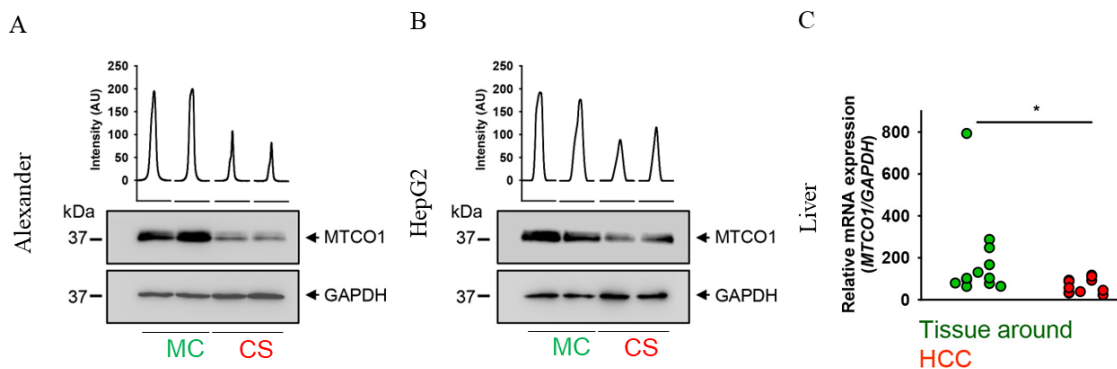 A
Alexander
Intensity (AU)
250
200
150
100
50
0
kDa
37
MTCO1
37
GAPDH
MC CS
B
HepG2
Intensity (AU)
250
200
150
100
50
0
kDa
37
MTCO1
37
GAPDH
MC CS
C
Liver
Relative mRNA expression
(MTCO1/GAPDH)
800
600
400
200
0
*
Tissue around
HCC